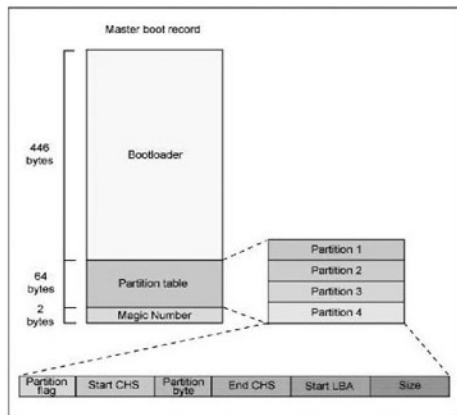 Master boot record
446
bytes
Bootloader
64
bytes
Partition table
2
bytes
Magic Number
Partition 1
Partition 2
Partition 3
Partition 4
Partition
flag
Start CHS
Partition
byte
End CHS
Start LBA
Size